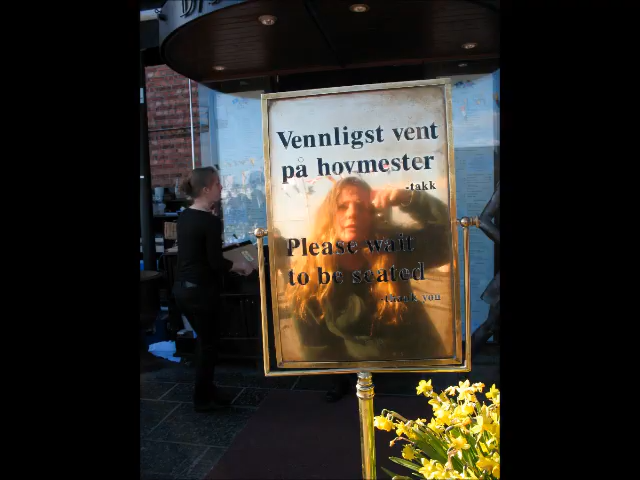 Vennligst vent
på hovmester
-takk
Please wait
to be seated
-thank you